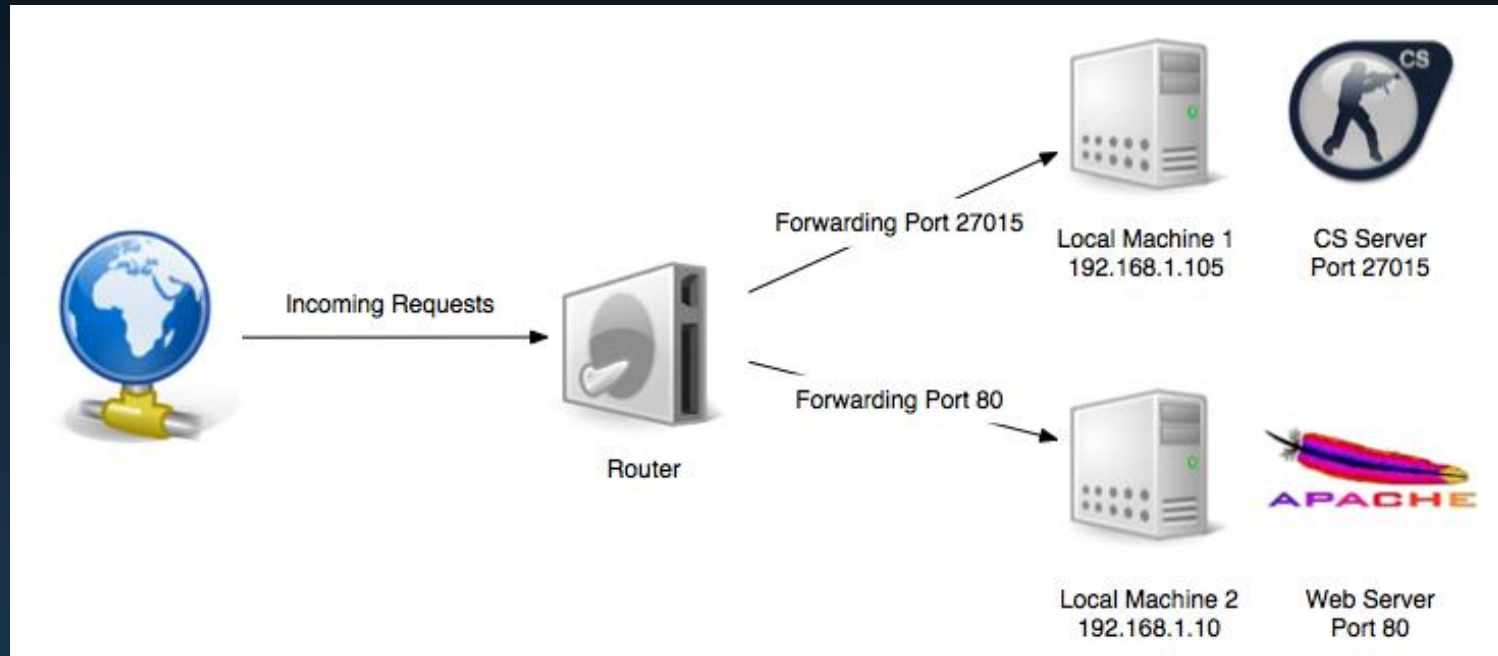 CS
Forwarding Port 27015
Local Machine 1
192.168.1.105
CS Server
Port 27015
Incoming Requests
Router
Forwarding Port 80
APACHE
Local Machine 2
192.168.1.10
Web Server
Port 80